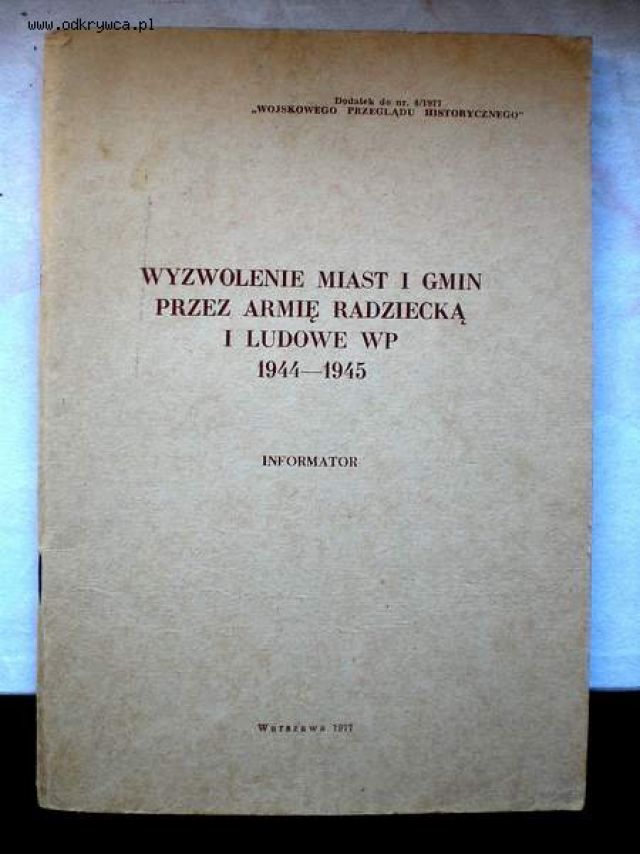 www.odkrywca.pl
Dodatek do nr. 4/1977
„WOJSKOWEGO PRZEGLĄDU HISTORYCZNEGO"
WYZWOLENIE MIAST I GMIN
PRZEZ ARMIĘ RADZIECKĄ
I LUDOWE WP
1944—1945
INFORMATOR
Warszawa 1977